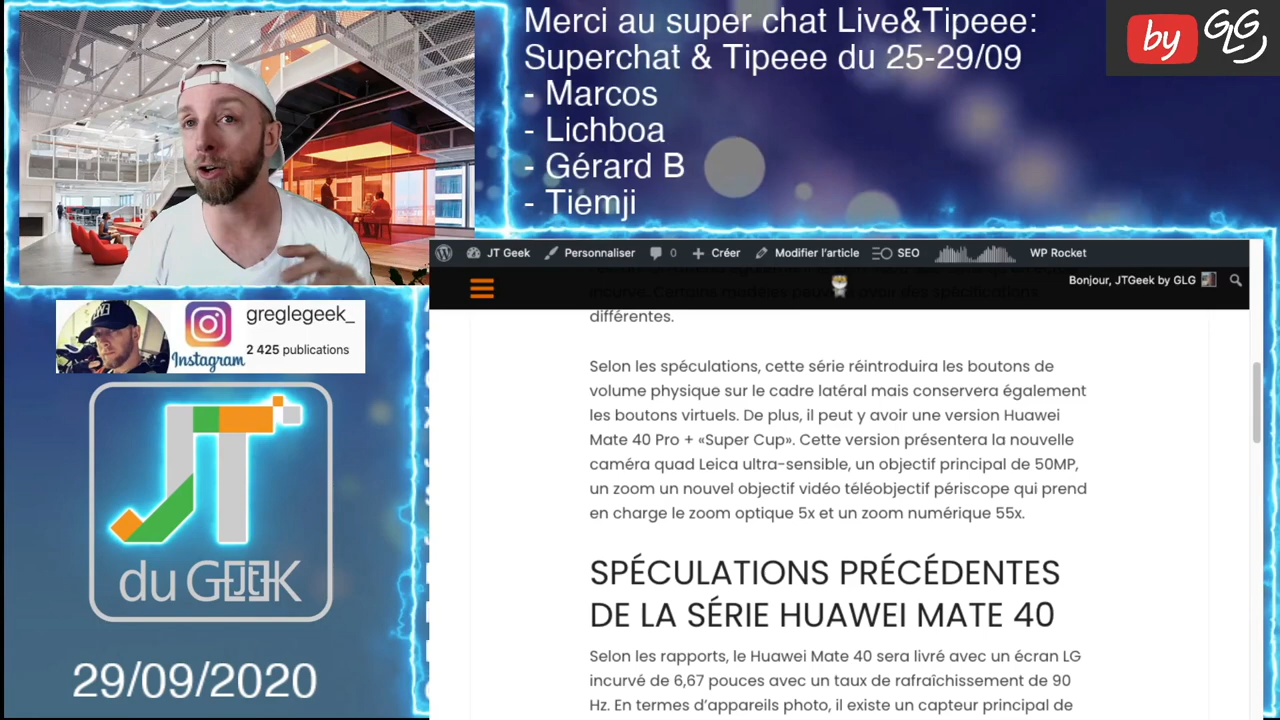 Merci au super chat Live&Tipeee:
Superchat & Tipeee du 25-29/09
- Marcos
- Lichboa
- Gérard B
- Tiemji
by GLG
greglegeek_
Instagram
2 425 publications
JT
du GEEK
29/09/2020
JT Geek Personnaliser 0 Créer Modifier l'article SEO WP Rocket
Bonjour, JTGeek by GLG
incurvé. Certains modèles peuvent avoir des spécifications
différentes.
Selon les spéculations, cette série réintroduira les boutons de
volume physique sur le cadre latéral mais conservera également
les boutons virtuels. De plus, il peut y avoir une version Huawei
Mate 40 Pro + «Super Cup». Cette version présentera la nouvelle
caméra quad Leica ultra-sensible, un objectif principal de 50MP,
un zoom un nouvel objectif vidéo téléobjectif périscope qui prend
en charge le zoom optique 5x et un zoom numérique 55x.
SPÉCULATIONS PRÉCÉDENTES
DE LA SÉRIE HUAWEI MATE 40
Selon les rapports, le Huawei Mate 40 sera livré avec un écran LG
incurvé de 6,67 pouces avec un taux de rafraîchissement de 90
Hz. En termes d'appareils photo, il existe un capteur principal de